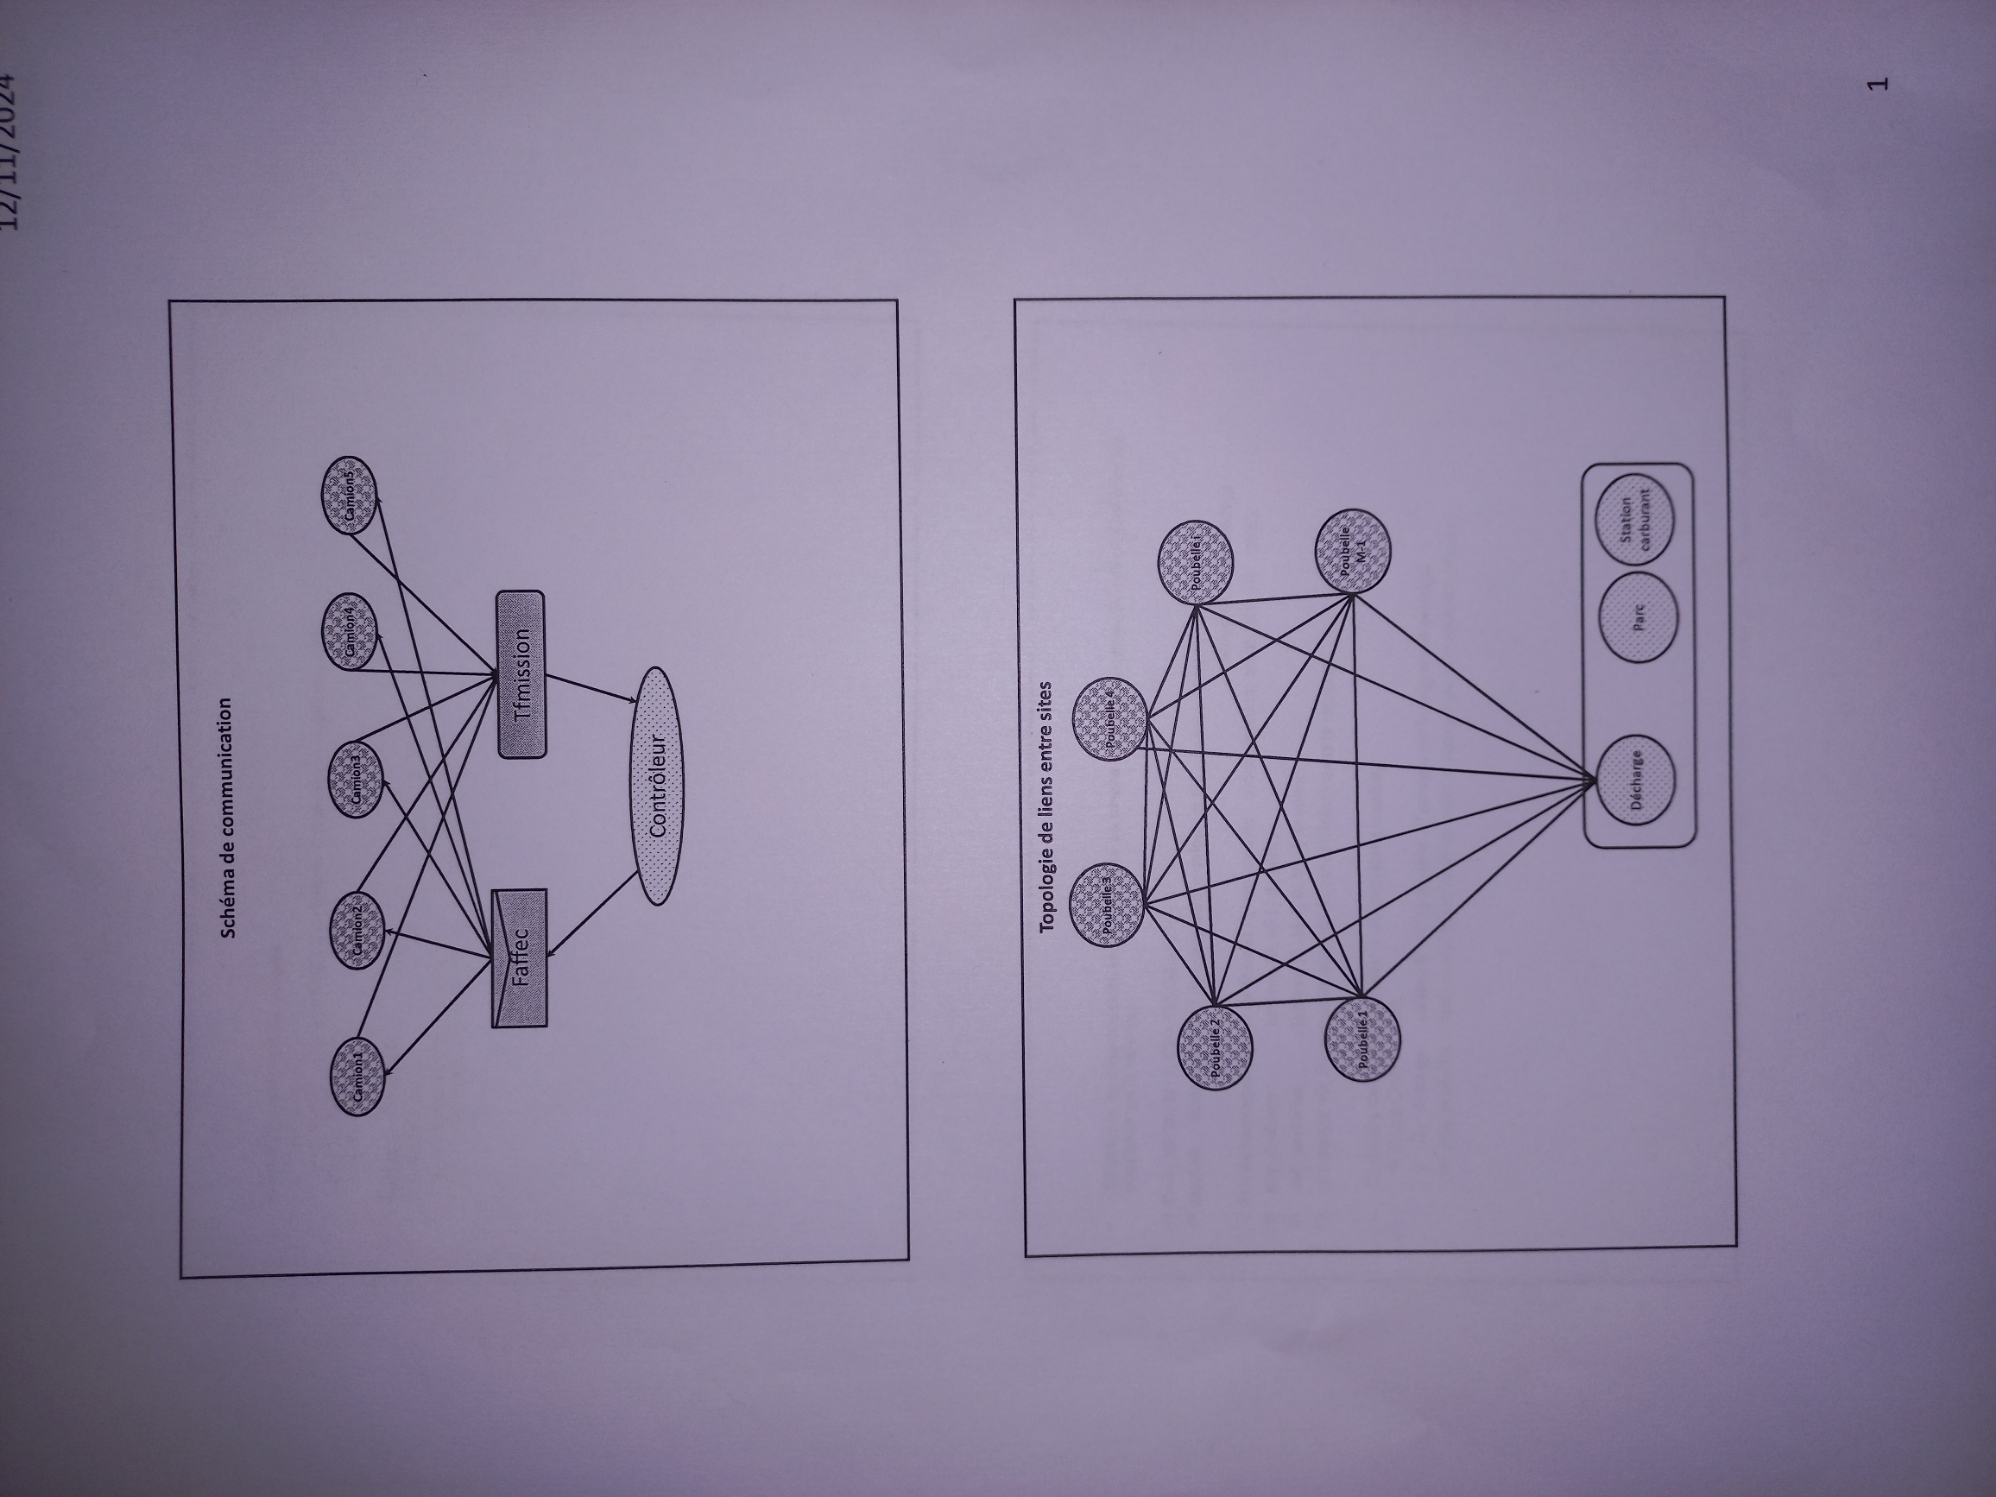 12/11/2024
Schéma de communication
Camion1
Camion2
Camion3
Camion4
Camion5
Faffec
Tfmission
Contrôleur
Topologie de liens entre sites
Poubelle 3
Poubelle 4
Poubelle 2
Poubelle i
Poubelle 1
Poubelle
M-1
Décharge
Parc
Station
carburant
1